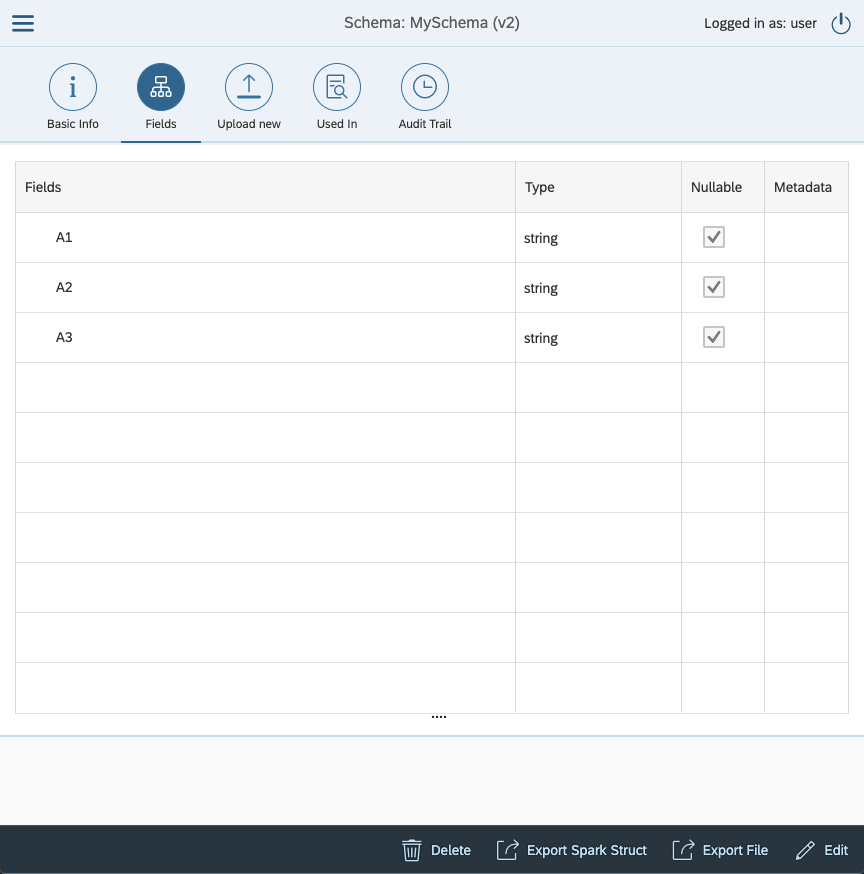 Schema: MySchema (v2)
Logged in as: user
Basic Info
Fields
Upload new
Used In
Audit Trail
Fields Type Nullable Metadata
A1 string
A2 string
A3 string
....
Delete Export Spark Struct Export File Edit